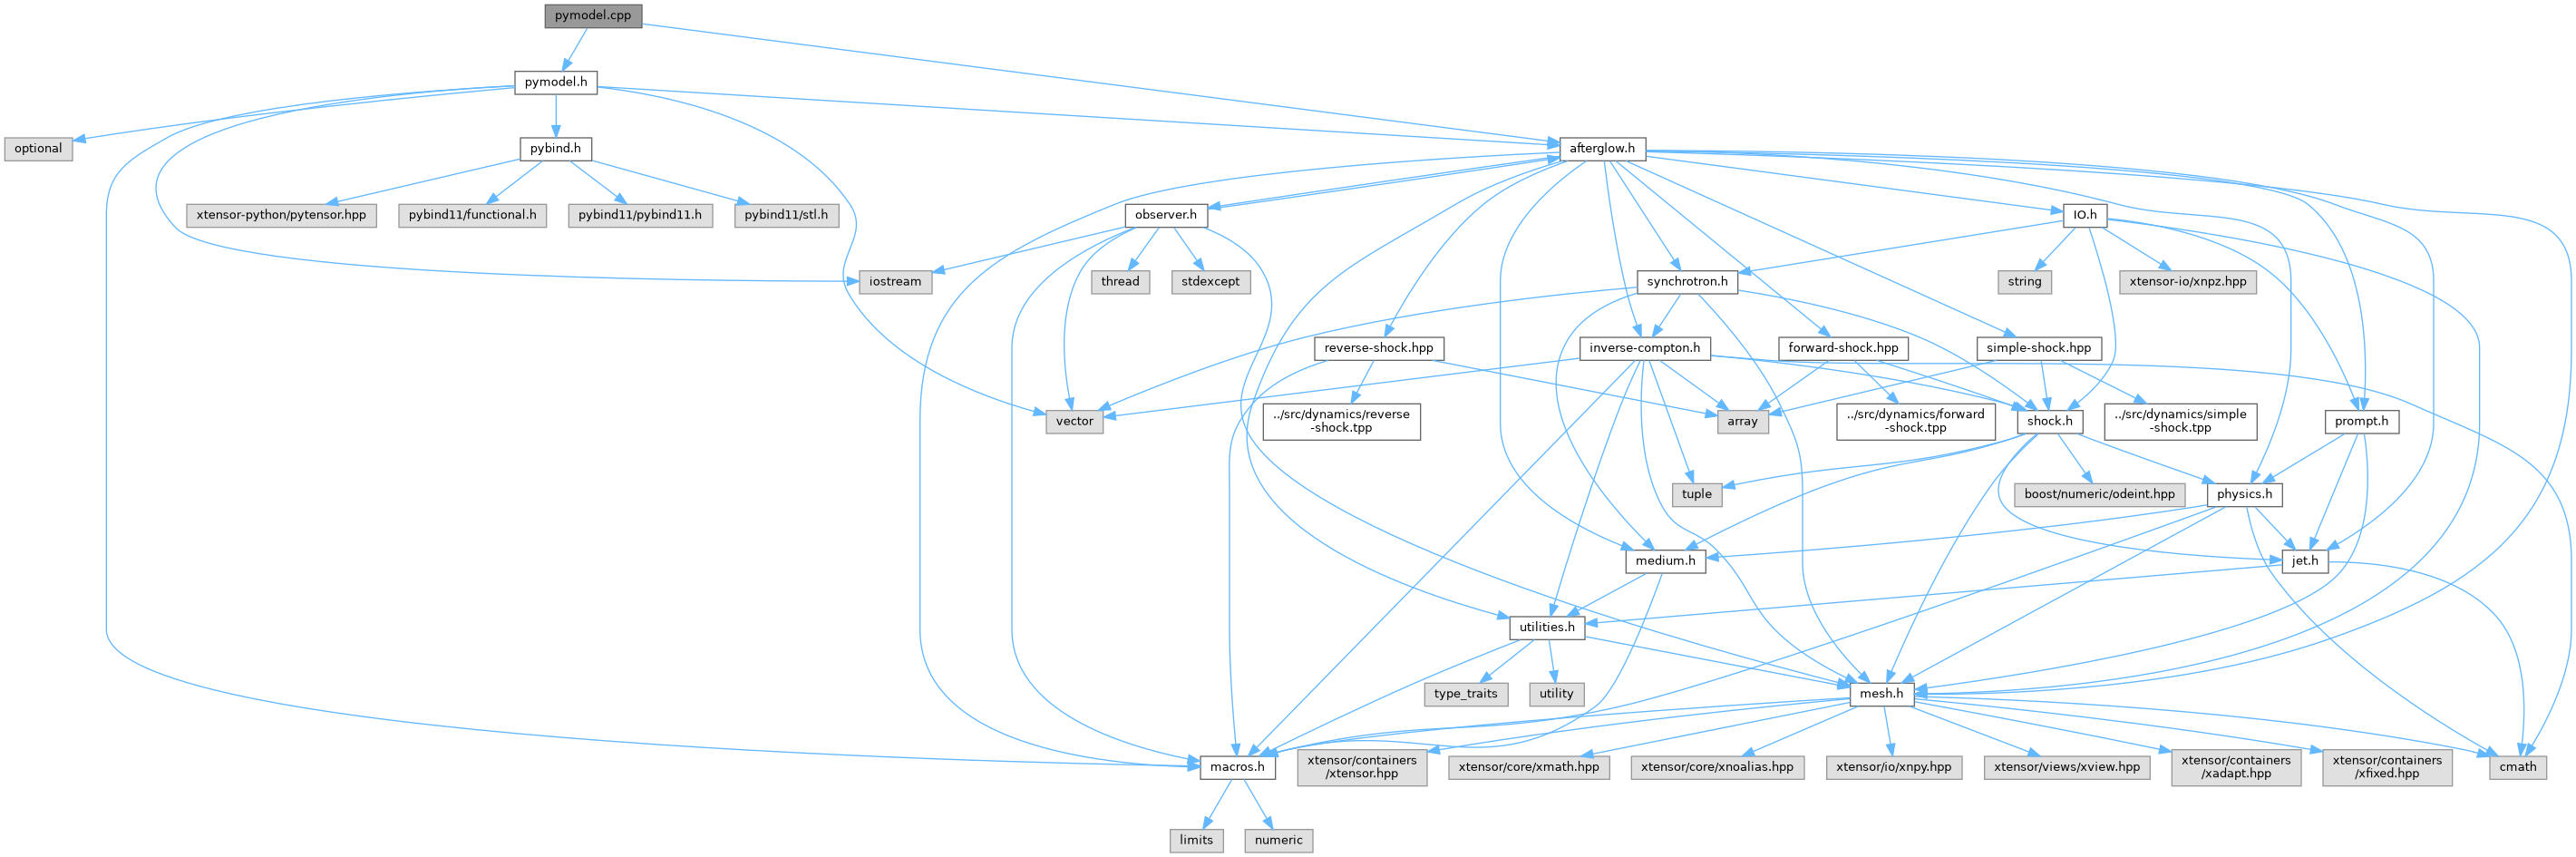 pymodel.cpp
pymodel.h
optional
pybind.h
afterglow.h
xtensor-python/pytensor.hpp
pybind11/functional.h
pybind11/pybind11.h
pybind11/stl.h
observer.h
IO.h
iostream
thread
stdexcept
synchrotron.h
string
xtensor-io/xnpz.hpp
reverse-shock.hpp
inverse-compton.h
forward-shock.hpp
simple-shock.hpp
vector
../src/dynamics/reverse
-shock.tpp
array
../src/dynamics/forward
-shock.tpp
shock.h
../src/dynamics/simple
-shock.tpp
prompt.h
tuple
boost/numeric/odeint.hpp
physics.h
medium.h
jet.h
utilities.h
type_traits
utility
mesh.h
macros.h
xtensor/containers
/xtensor.hpp
xtensor/core/xmath.hpp
xtensor/core/xnoalias.hpp
xtensor/io/xnpy.hpp
xtensor/views/xview.hpp
xtensor/containers
/xadapt.hpp
xtensor/containers
/xfixed.hpp
cmath
limits
numeric